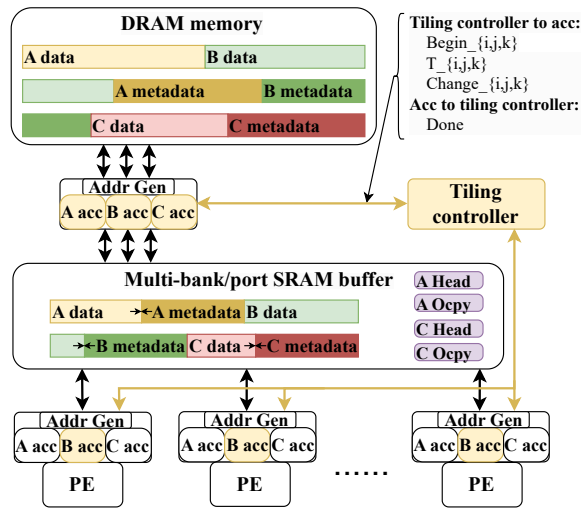 DRAM memory
A data
B data
A metadata
B metadata
C data
C metadata
Tiling controller to acc:
Begin_{i,j,k}
T_{i,j,k}
Change_{i,j,k}
Acc to tiling controller:
Done
Addr Gen
A acc
B acc
C acc
Tiling
controller
Multi-bank/port SRAM buffer
A data
A metadata
B data
B metadata
C data
C metadata
A Head
A Ocpy
C Head
C Ocpy
Addr Gen
A acc
B acc
C acc
PE
Addr Gen
A acc
B acc
C acc
PE
......
Addr Gen
A acc
B acc
C acc
PE